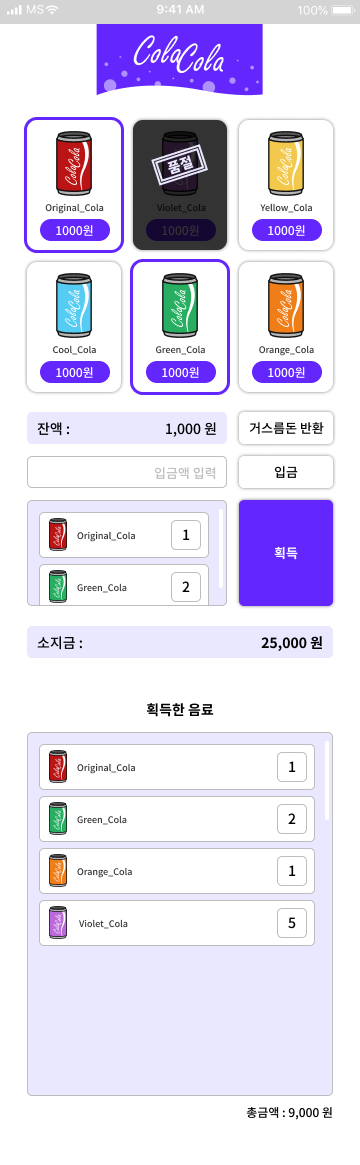 MS 9:41 AM 100%
ColaCola
ColaCola ColaCola
Original_Cola 품절 Violet_Cola Yellow_Cola
1000원 1000원 1000원
ColaCola ColaCola ColaCola
Cool_Cola Green_Cola Orange_Cola
1000원 1000원 1000원
잔액 : 1,000 원 거스름돈 반환
입금액 입력 입금
Original_Cola 1
획득
Green_Cola 2
소지금 : 25,000 원
획득한 음료
Original_Cola 1
Green_Cola 2
Orange_Cola 1
Violet_Cola 5
총금액 : 9,000 원